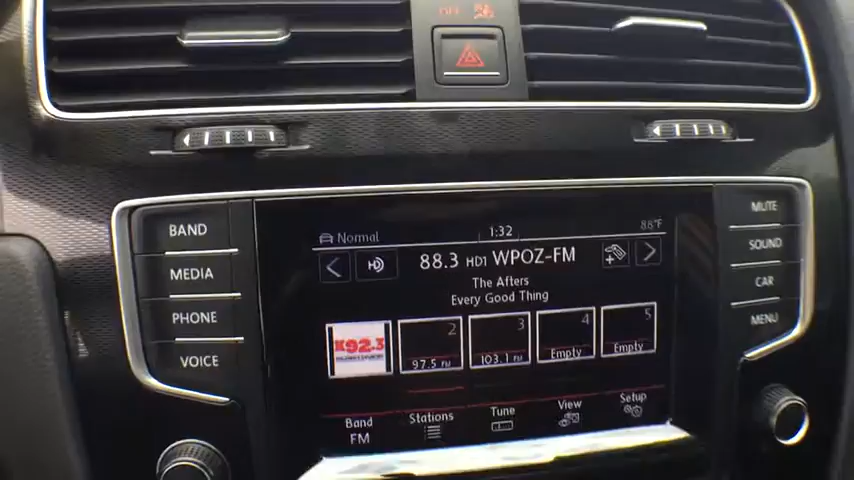 OFF
BAND
MEDIA
PHONE
VOICE
MUTE
SOUND
CAR
MENU
Normal
1:32
88°F
88.3 HD1 WPOZ-FM
The Afters
Every Good Thing
K92.3
2
97.5
3
103.1
4
Empty
5
Empty
Band
FM
Stations
Tune
View
Setup